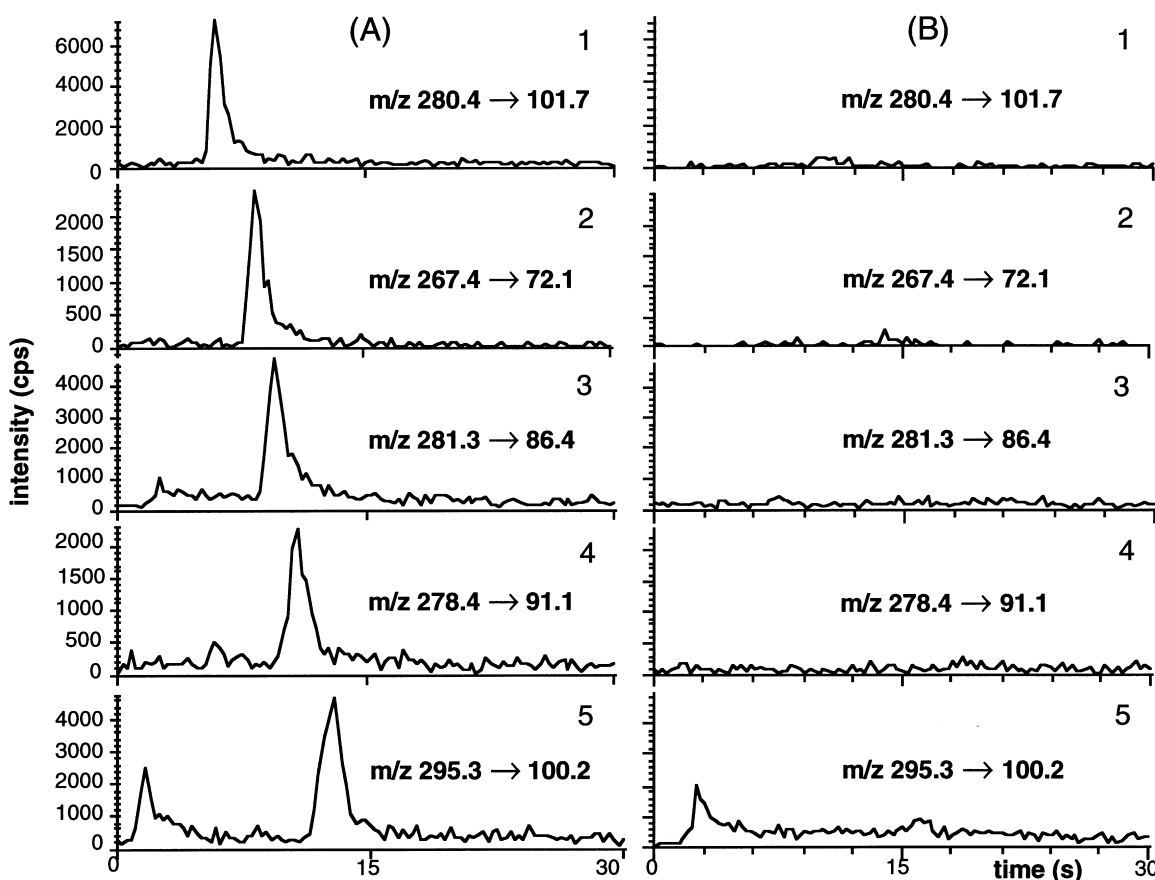 (A)
1
6000
4000
2000
0
m/z 280.4 → 101.7
2
2000
1500
1000
500
0
m/z 267.4 → 72.1
3
4000
3000
2000
1000
0
m/z 281.3 → 86.4
4
2000
1500
1000
500
0
m/z 278.4 → 91.1
5
4000
3000
2000
1000
0
m/z 295.3 → 100.2
0 15 30
intensity (cps)
(B)
1
m/z 280.4 → 101.7
2
m/z 267.4 → 72.1
3
m/z 281.3 → 86.4
4
m/z 278.4 → 91.1
5
m/z 295.3 → 100.2
0 15 30
time (s)